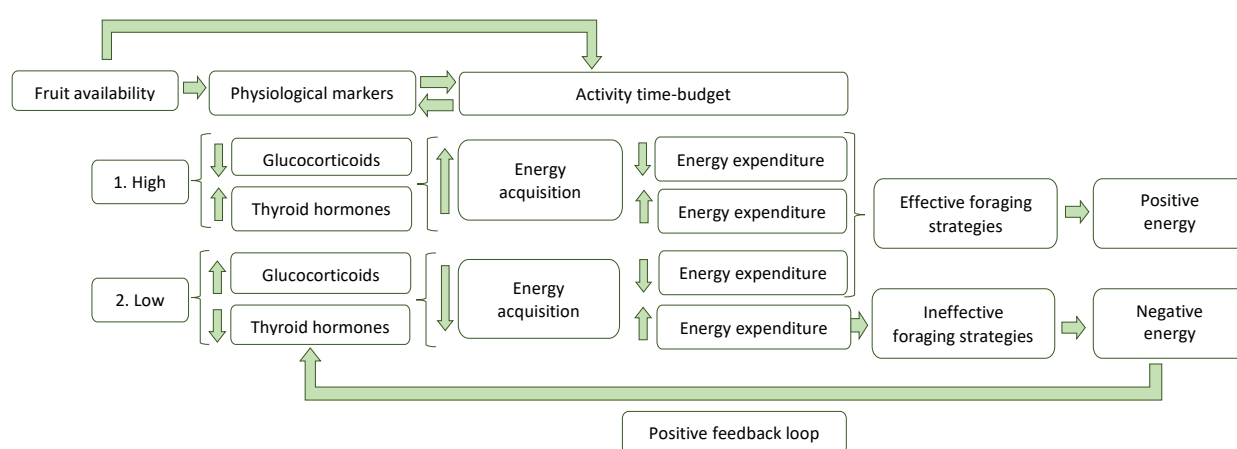 Fruit availability
Physiological markers
Activity time-budget
1. High
Glucocorticoids
Thyroid hormones
Energy
acquisition
Energy expenditure
Energy expenditure
Effective foraging
strategies
Positive
energy
2. Low
Glucocorticoids
Thyroid hormones
Energy
acquisition
Energy expenditure
Energy expenditure
Ineffective
foraging strategies
Negative
energy
Positive feedback loop